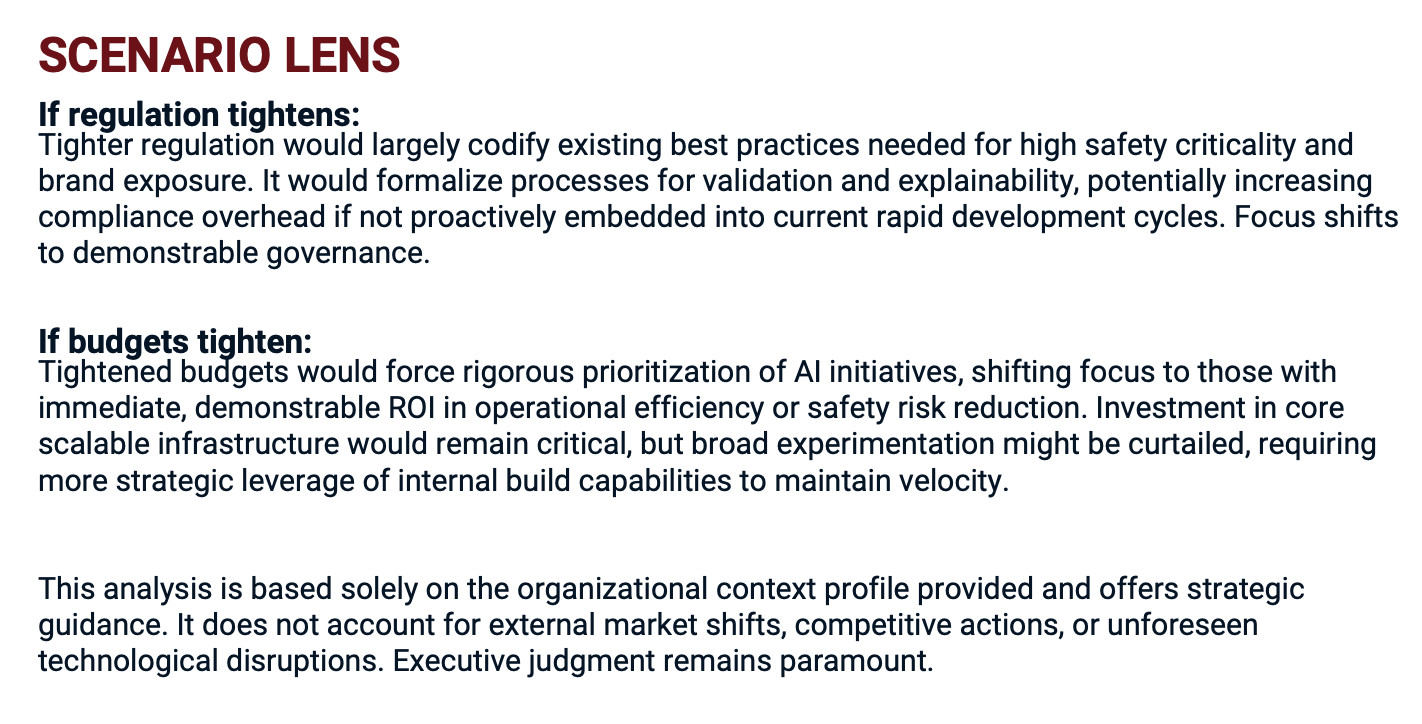 SCENARIO LENS
If regulation tightens:
Tighter regulation would largely codify existing best practices needed for high safety criticality and
brand exposure. It would formalize processes for validation and explainability, potentially increasing
compliance overhead if not proactively embedded into current rapid development cycles. Focus shifts
to demonstrable governance.
If budgets tighten:
Tightened budgets would force rigorous prioritization of AI initiatives, shifting focus to those with
immediate, demonstrable ROI in operational efficiency or safety risk reduction. Investment in core
scalable infrastructure would remain critical, but broad experimentation might be curtailed, requiring
more strategic leverage of internal build capabilities to maintain velocity.
This analysis is based solely on the organizational context profile provided and offers strategic
guidance. It does not account for external market shifts, competitive actions, or unforeseen
technological disruptions. Executive judgment remains paramount.